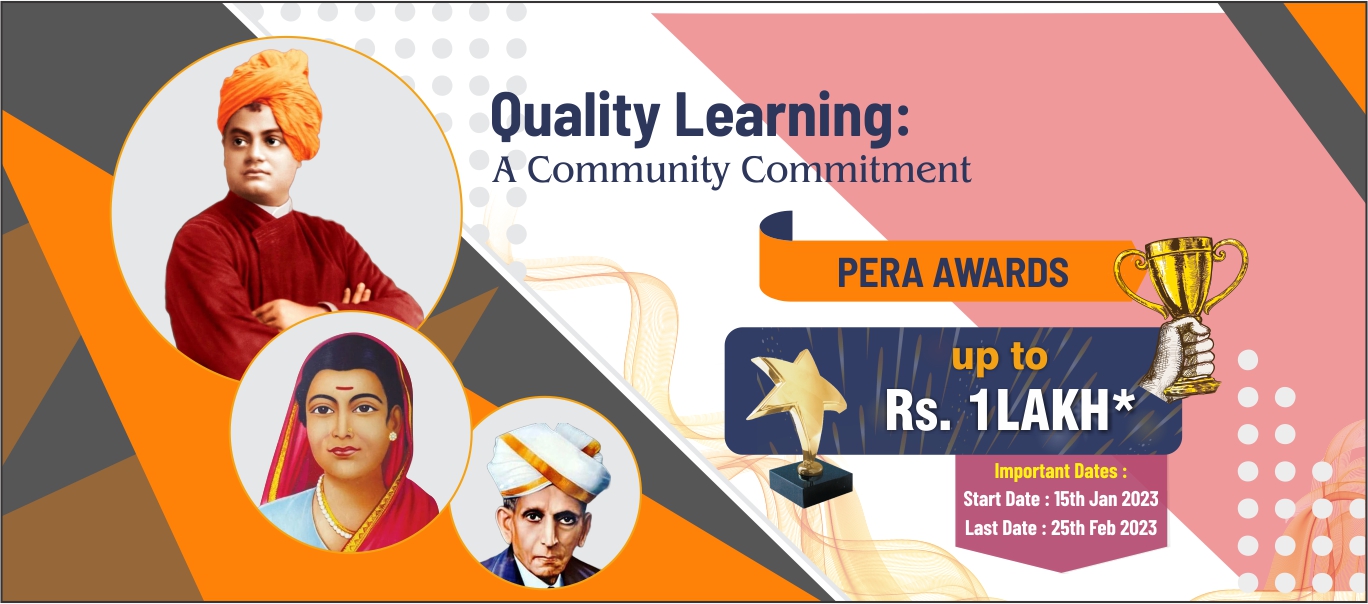 Quality Learning:
A Community Commitment
PERA AWARDS
up to
Rs. 1LAKH*
Important Dates :
Start Date : 15th Jan 2023
Last Date : 25th Feb 2023